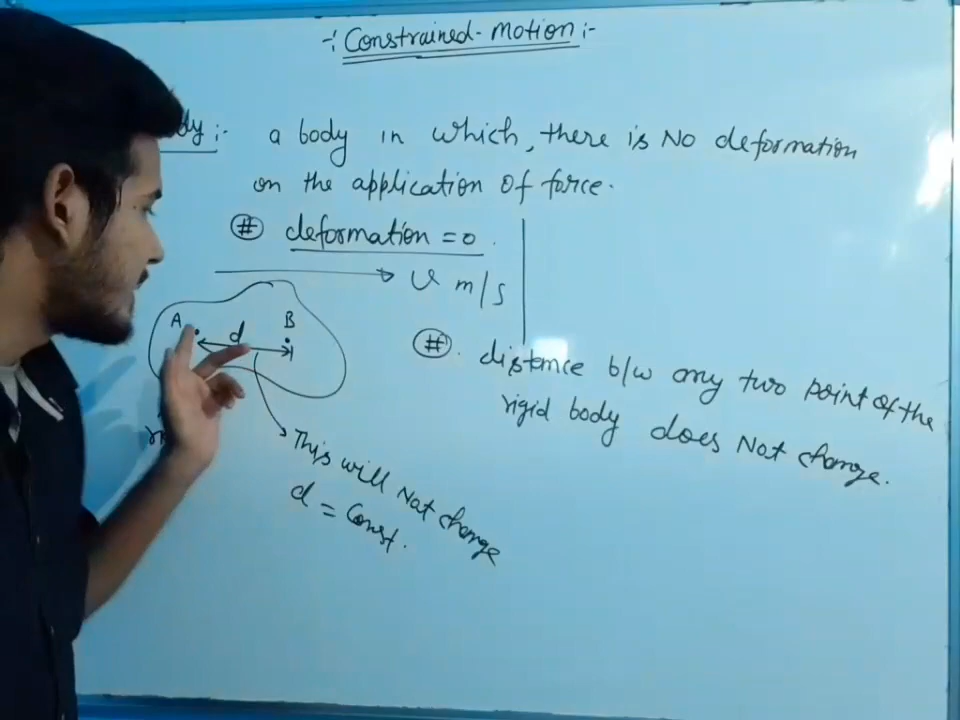 -: Constrained-Motion :-
dy :- a body in which, there is No deformation
on the application of force.
# deformation = 0.
v m/s
A d B
# . distance b/w any two point of the
rigid body does Not change.
This will Not change
d = Const.